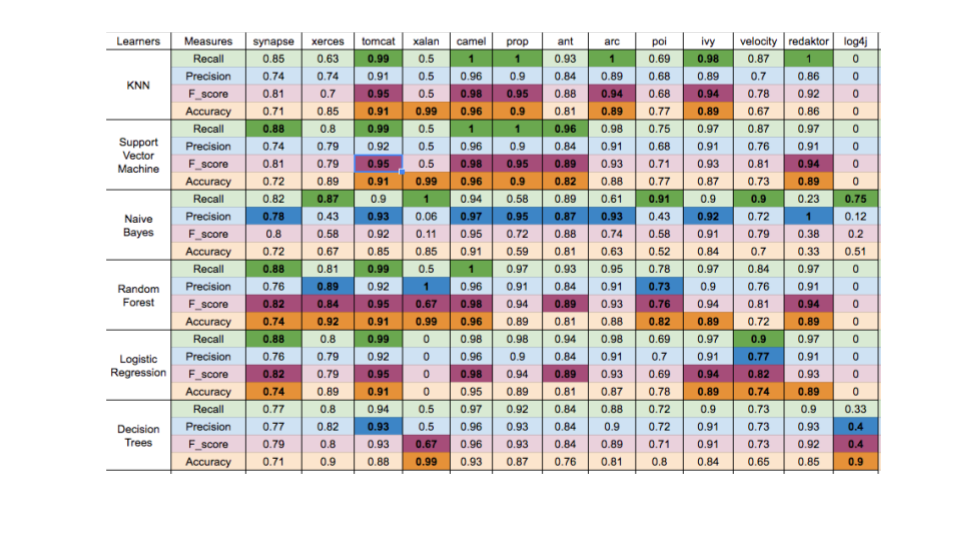 Learners Measures synapse xerces tomcat xalan camel prop ant arc poi ivy velocity redaktor log4j
KNN
Recall 0.85 0.63 0.99 0.5 1 1 0.93 1 0.69 0.98 0.87 1 0
Precision 0.74 0.74 0.91 0.5 0.96 0.9 0.84 0.89 0.68 0.89 0.7 0.86 0
F_score 0.81 0.7 0.95 0.5 0.98 0.95 0.88 0.94 0.68 0.94 0.78 0.92 0
Accuracy 0.71 0.85 0.91 0.99 0.96 0.9 0.81 0.89 0.77 0.89 0.67 0.86 0
Support
Vector
Machine
Recall 0.88 0.8 0.99 0.5 1 1 0.96 0.98 0.75 0.97 0.87 0.97 0
Precision 0.74 0.79 0.92 0.5 0.96 0.9 0.84 0.91 0.68 0.91 0.76 0.91 0
F_score 0.81 0.79 0.95 0.5 0.98 0.95 0.89 0.93 0.71 0.93 0.81 0.94 0
Accuracy 0.72 0.89 0.91 0.99 0.96 0.9 0.82 0.88 0.77 0.87 0.73 0.89 0
Naive
Bayes
Recall 0.82 0.87 0.9 1 0.94 0.58 0.89 0.61 0.91 0.9 0.9 0.23 0.75
Precision 0.78 0.43 0.93 0.06 0.97 0.95 0.87 0.93 0.43 0.92 0.72 1 0.12
F_score 0.8 0.58 0.92 0.11 0.95 0.72 0.88 0.74 0.58 0.91 0.79 0.38 0.2
Accuracy 0.72 0.67 0.85 0.85 0.91 0.59 0.81 0.63 0.52 0.84 0.7 0.33 0.51
Random
Forest
Recall 0.88 0.81 0.99 0.5 1 0.97 0.93 0.95 0.78 0.97 0.84 0.97 0
Precision 0.76 0.89 0.92 1 0.96 0.91 0.84 0.91 0.73 0.9 0.76 0.91 0
F_score 0.82 0.84 0.95 0.67 0.98 0.94 0.89 0.93 0.76 0.94 0.81 0.94 0
Accuracy 0.74 0.92 0.91 0.99 0.96 0.89 0.81 0.88 0.82 0.89 0.72 0.89 0
Logistic
Regression
Recall 0.88 0.8 0.99 0 0.98 0.98 0.94 0.98 0.69 0.97 0.9 0.97 0
Precision 0.76 0.79 0.92 0 0.96 0.9 0.84 0.91 0.7 0.91 0.77 0.91 0
F_score 0.82 0.79 0.95 0 0.98 0.94 0.89 0.93 0.69 0.94 0.82 0.93 0
Accuracy 0.74 0.89 0.91 0 0.95 0.89 0.81 0.87 0.78 0.89 0.74 0.89 0
Decision
Trees
Recall 0.77 0.8 0.94 0.5 0.97 0.92 0.84 0.88 0.72 0.9 0.73 0.9 0.33
Precision 0.77 0.82 0.93 0.5 0.96 0.93 0.84 0.9 0.72 0.91 0.73 0.93 0.4
F_score 0.79 0.8 0.93 0.67 0.96 0.93 0.84 0.89 0.71 0.91 0.73 0.92 0.4
Accuracy 0.71 0.9 0.88 0.99 0.93 0.87 0.76 0.81 0.8 0.84 0.65 0.85 0.9